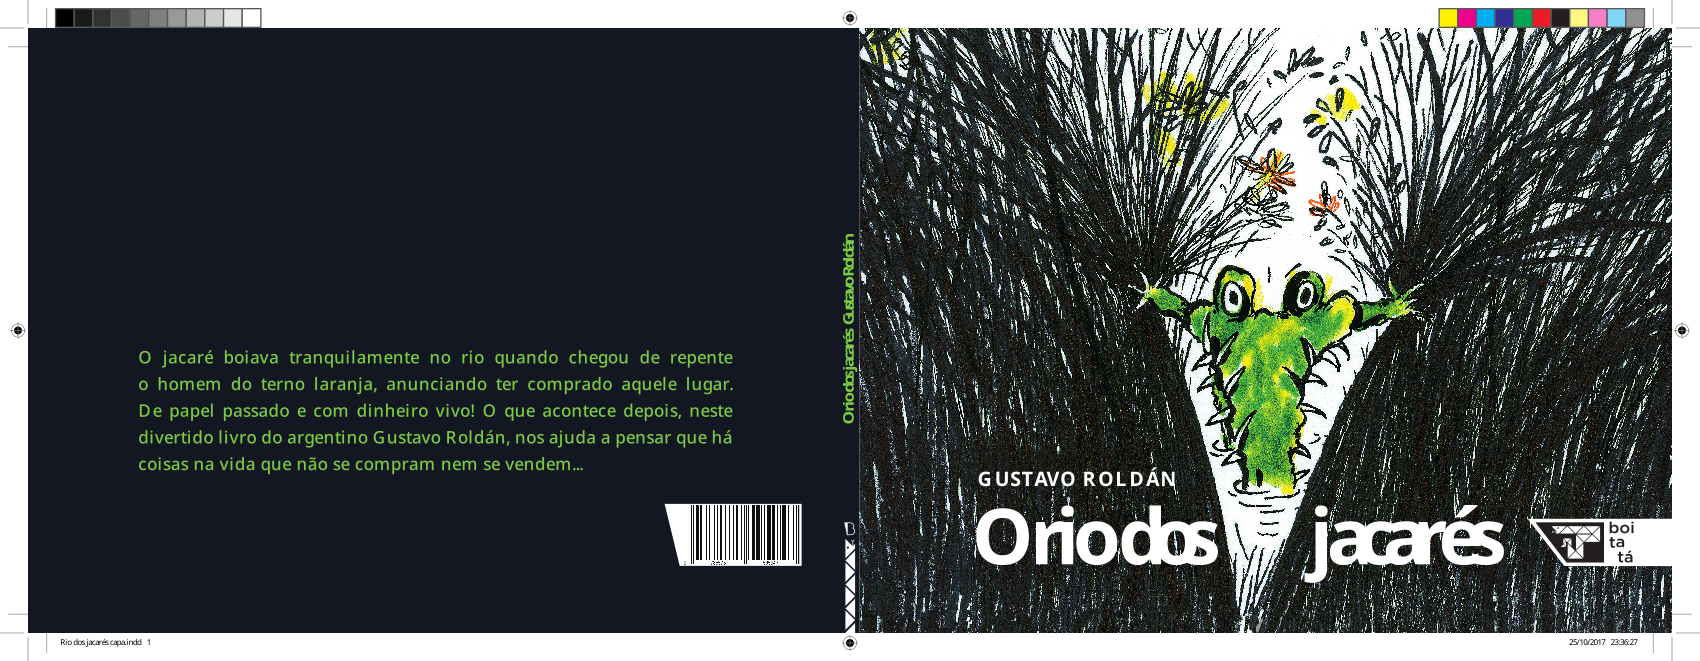 O jacaré boiava tranquilamente no rio quando chegou de repente
o homem do terno laranja, anunciando ter comprado aquele lugar.
De papel passado e com dinheiro vivo! O que acontece depois, neste
divertido livro do argentino Gustavo Roldán, nos ajuda a pensar que há
coisas na vida que não se compram nem se vendem...
O rio dos jacarés Gustavo Roldán
GUSTAVO ROLDÁN
O rio dos jacarés
boi
ta
tá
Rio dos jacarés capa.indd 1
25/10/2017 23:36:27